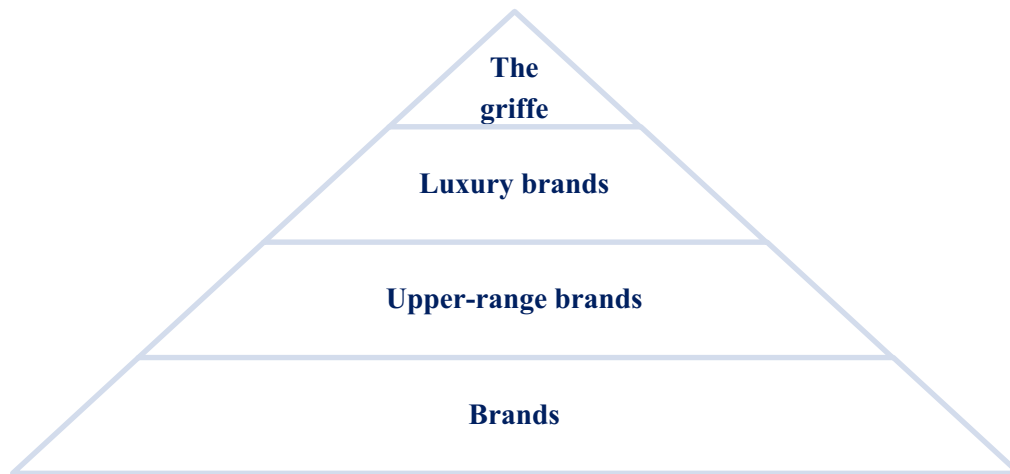 The
griffe
Luxury brands
Upper-range brands
Brands